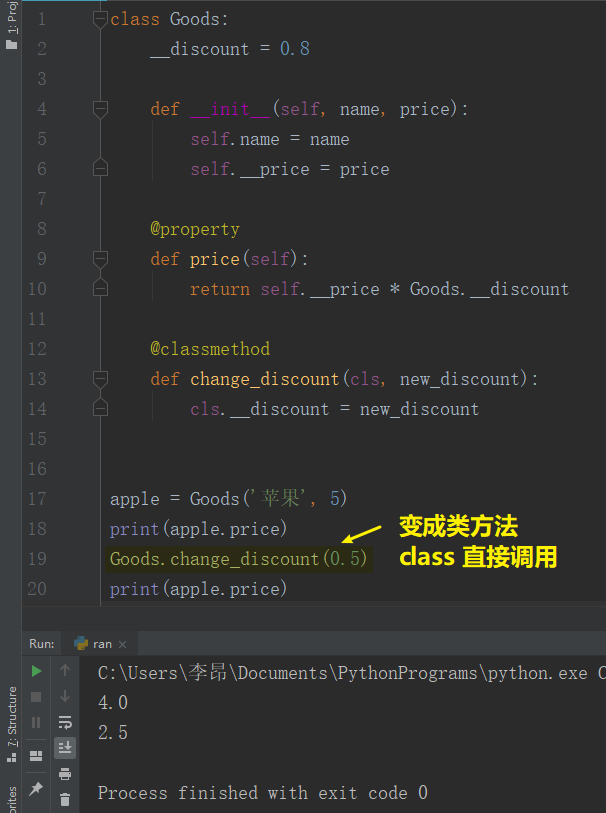 1: Proj
1 class Goods:
2     __discount = 0.8
3
4     def __init__(self, name, price):
5         self.name = name
6         self.__price = price
7
8     @property
9     def price(self):
10         return self.__price * Goods.__discount
11
12     @classmethod
13     def change_discount(cls, new_discount):
14         cls.__discount = new_discount
15
16
17 apple = Goods('苹果', 5)
18 print(apple.price)
19 Goods.change_discount(0.5)
20 print(apple.price)
变成类方法
class 直接调用
Run: ran
C:\Users\李昂\Documents\PythonPrograms\python.exe C
4.0
2.5
Process finished with exit code 0
7: Structure
orites